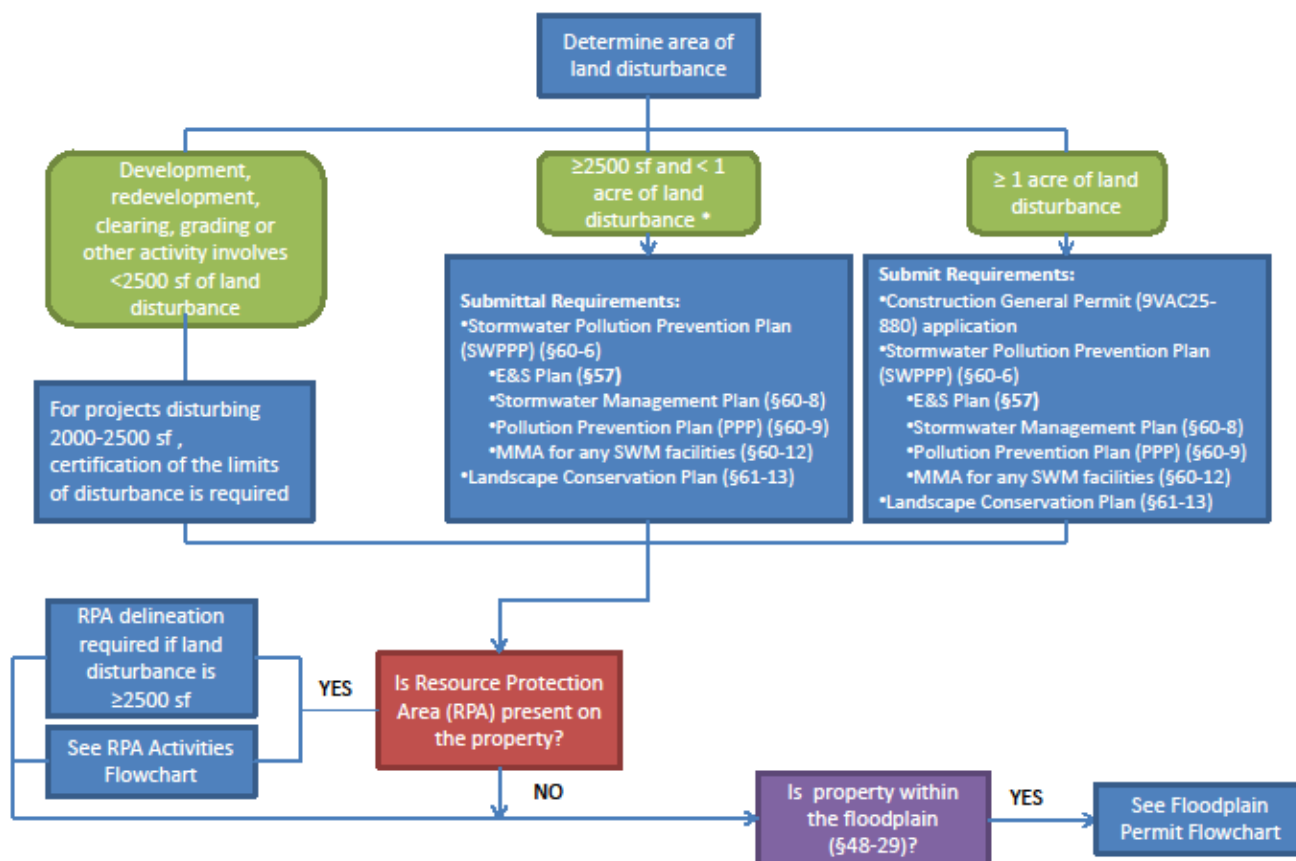 Determine area of
land disturbance
Development,
redevelopment,
clearing, grading or
other activity involves
<2500 sf of land
disturbance
≥2500 sf and < 1
acre of land
disturbance *
≥ 1 acre of land
disturbance
For projects disturbing
2000-2500 sf ,
certification of the limits
of disturbance is required
Submittal Requirements:
•Stormwater Pollution Prevention Plan
(SWPPP) (§60-6)
•E&S Plan (§57)
•Stormwater Management Plan (§60-8)
•Pollution Prevention Plan (PPP) (§60-9)
•MMA for any SWM facilities (§60-12)
•Landscape Conservation Plan (§61-13)
Submit Requirements:
•Construction General Permit (9VAC25-
880) application
•Stormwater Pollution Prevention Plan
(SWPPP) (§60-6)
•E&S Plan (§57)
•Stormwater Management Plan (§60-8)
•Pollution Prevention Plan (PPP) (§60-9)
•MMA for any SWM facilities (§60-12)
•Landscape Conservation Plan (§61-13)
RPA delineation
required if land
disturbance is
≥2500 sf
See RPA Activities
Flowchart
YES
Is Resource Protection
Area (RPA) present on
the property?
NO
Is property within
the floodplain
(§48-29)?
YES
See Floodplain
Permit Flowchart